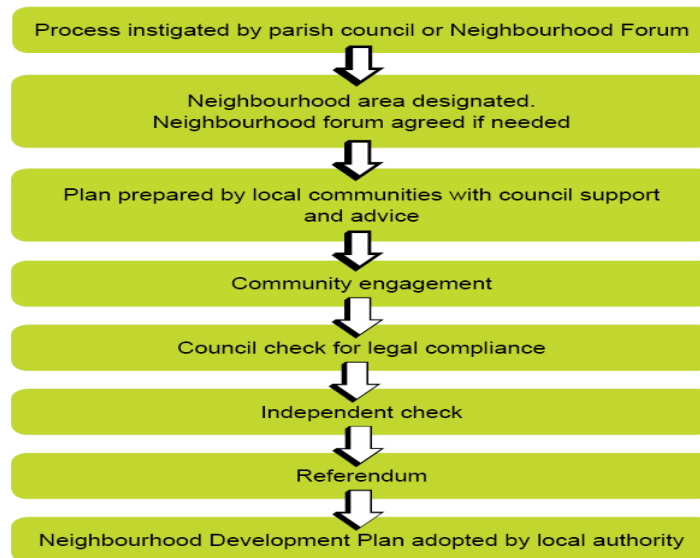 Process instigated by parish council or Neighbourhood Forum
Neighbourhood area designated.
Neighbourhood forum agreed if needed
Plan prepared by local communities with council support
and advice
Community engagement
Council check for legal compliance
Independent check
Referendum
Neighbourhood Development Plan adopted by local authority